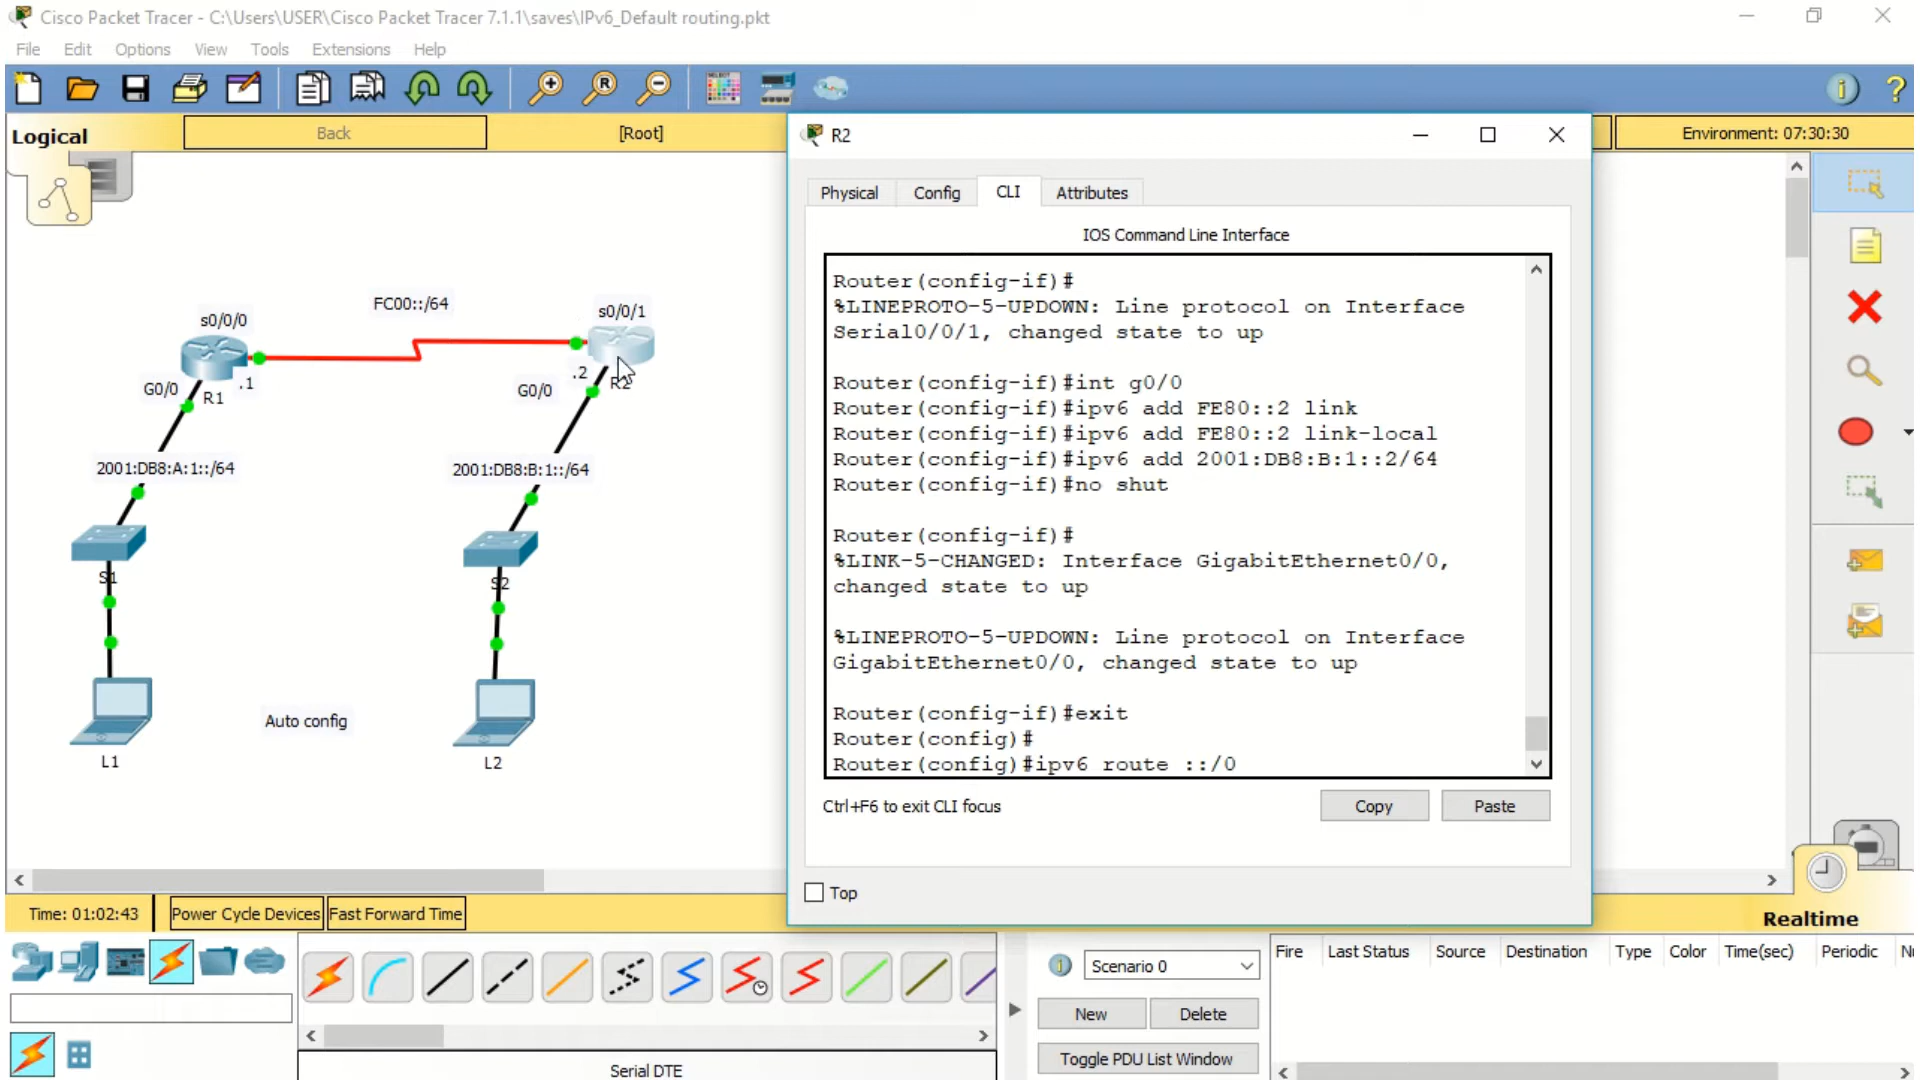 Cisco Packet Tracer - C:\Users\USER\Cisco Packet Tracer 7.1.1\saves\IPv6_Default routing.pkt
File Edit Options View Tools Extensions Help
Logical
Back
[Root]
Environment: 07:30:30
R2
Physical Config CLI Attributes
IOS Command Line Interface
Router(config-if)#
%LINEPROTO-5-UPDOWN: Line protocol on Interface
Serial0/0/1, changed state to up
Router(config-if)#int g0/0
Router(config-if)#ipv6 add FE80::2 link
Router(config-if)#ipv6 add FE80::2 link-local
Router(config-if)#ipv6 add 2001:DB8:B:1::2/64
Router(config-if)#no shut
Router(config-if)#
%LINK-5-CHANGED: Interface GigabitEthernet0/0,
changed state to up
%LINEPROTO-5-UPDOWN: Line protocol on Interface
GigabitEthernet0/0, changed state to up
Router(config-if)#exit
Router(config)#
Router(config)#ipv6 route ::/0
Ctrl+F6 to exit CLI focus
Copy
Paste
Top
s0/0/0
FC00::/64
s0/0/1
G0/0
R1
.1
G0/0
.2
R2
2001:DB8:A:1::/64
2001:DB8:B:1::/64
S1
S2
Auto config
L1
L2
Time: 01:02:43
Power Cycle Devices
Fast Forward Time
Realtime
Scenario 0
Fire Last Status Source Destination Type Color Time(sec) Periodic
New
Delete
Toggle PDU List Window
Serial DTE
SELECT